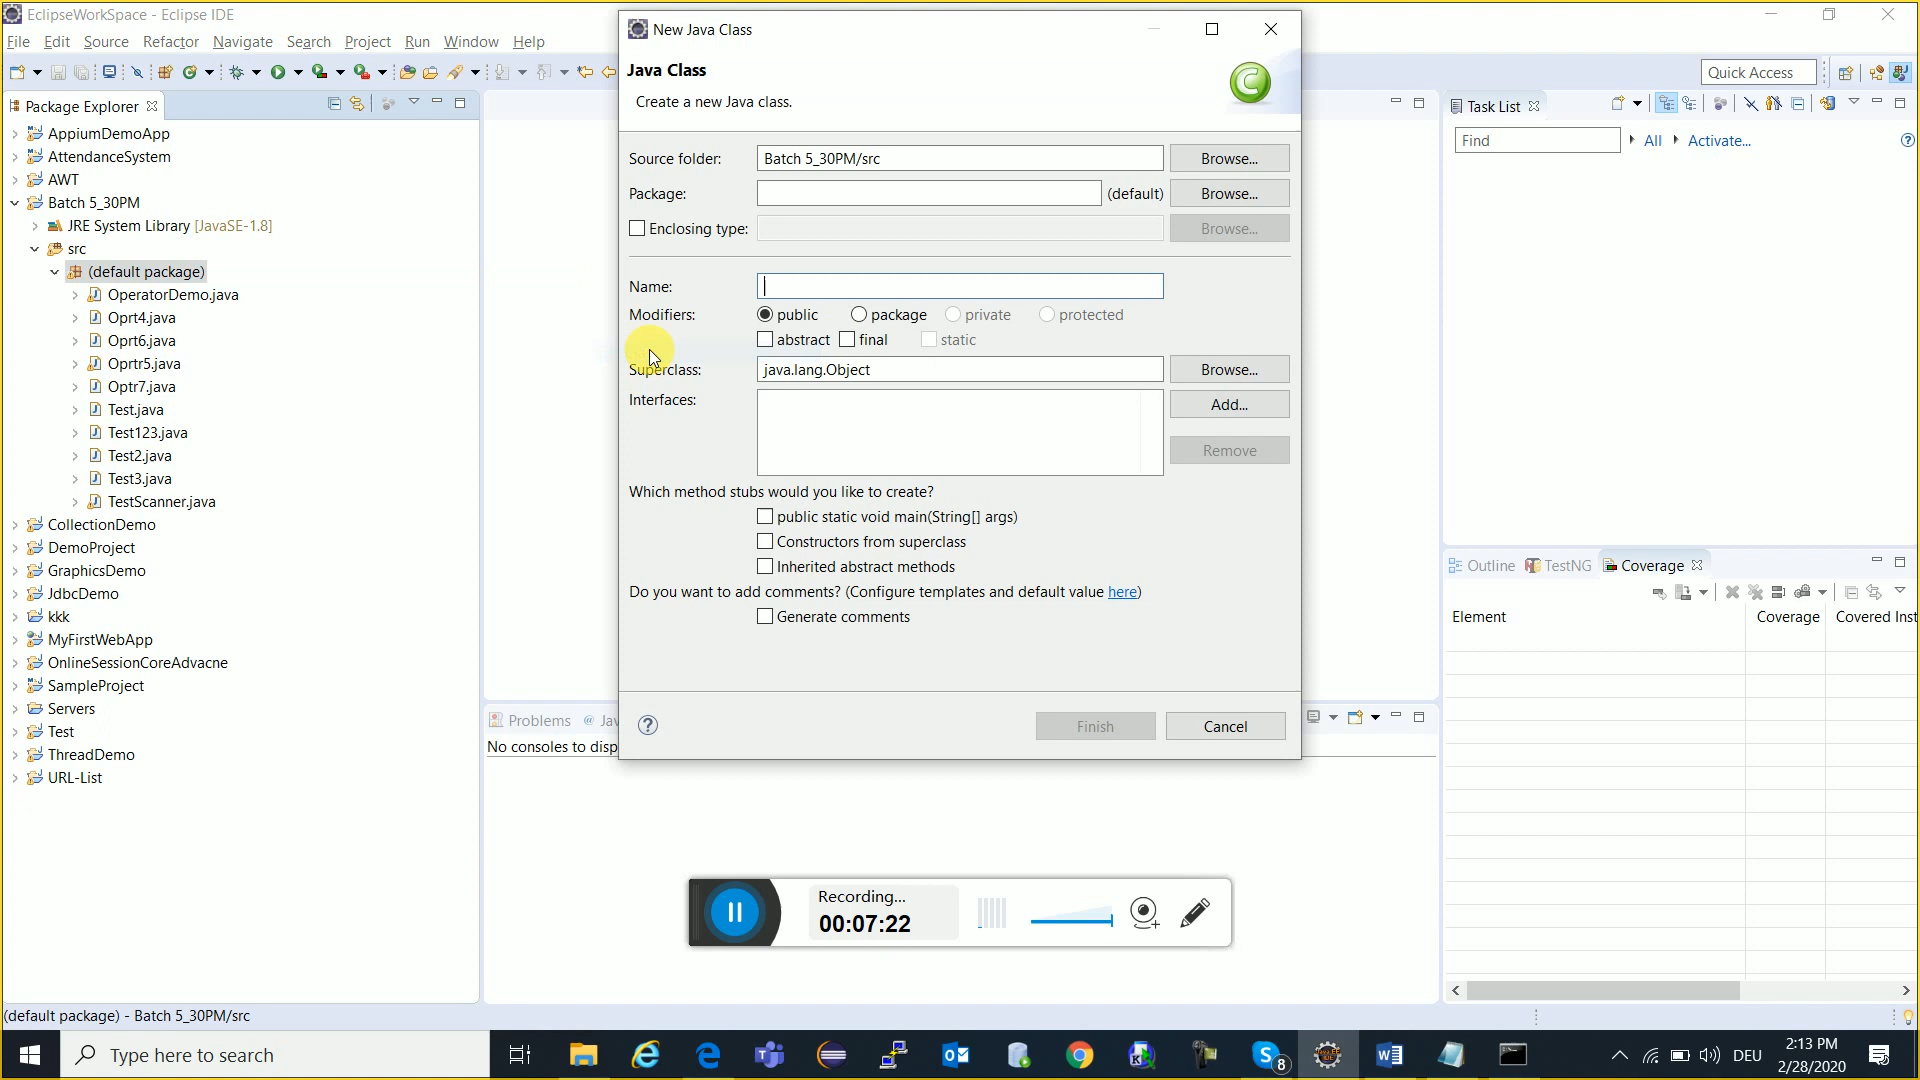 EclipseWorkSpace - Eclipse IDE
File Edit Source Refactor Navigate Search Project Run Window Help
Quick Access
Package Explorer
AppiumDemoApp
AttendanceSystem
AWT
Batch 5_30PM
JRE System Library [JavaSE-1.8]
src
(default package)
OperatorDemo.java
Oprt4.java
Oprt6.java
Oprtr5.java
Optr7.java
Test.java
Test123.java
Test2.java
Test3.java
TestScanner.java
CollectionDemo
DemoProject
GraphicsDemo
JdbcDemo
kkk
MyFirstWebApp
OnlineSessionCoreAdvacne
SampleProject
Servers
Test
ThreadDemo
URL-List
New Java Class
Java Class
Create a new Java class.
Source folder: Batch 5_30PM/src Browse...
Package: (default) Browse...
Enclosing type: Browse...
Name:
Modifiers: public package private protected
abstract final static
Superclass: java.lang.Object Browse...
Interfaces: Add...
Remove
Which method stubs would you like to create?
public static void main(String[] args)
Constructors from superclass
Inherited abstract methods
Do you want to add comments? (Configure templates and default value here)
Generate comments
Finish Cancel
Problems @ Jav
No consoles to disp
Task List
Find All Activate...
Outline TestNG Coverage
Element Coverage Covered Inst
Recording...
00:07:22
(default package) - Batch 5_30PM/src
Type here to search
8
DEU
2:13 PM
2/28/2020